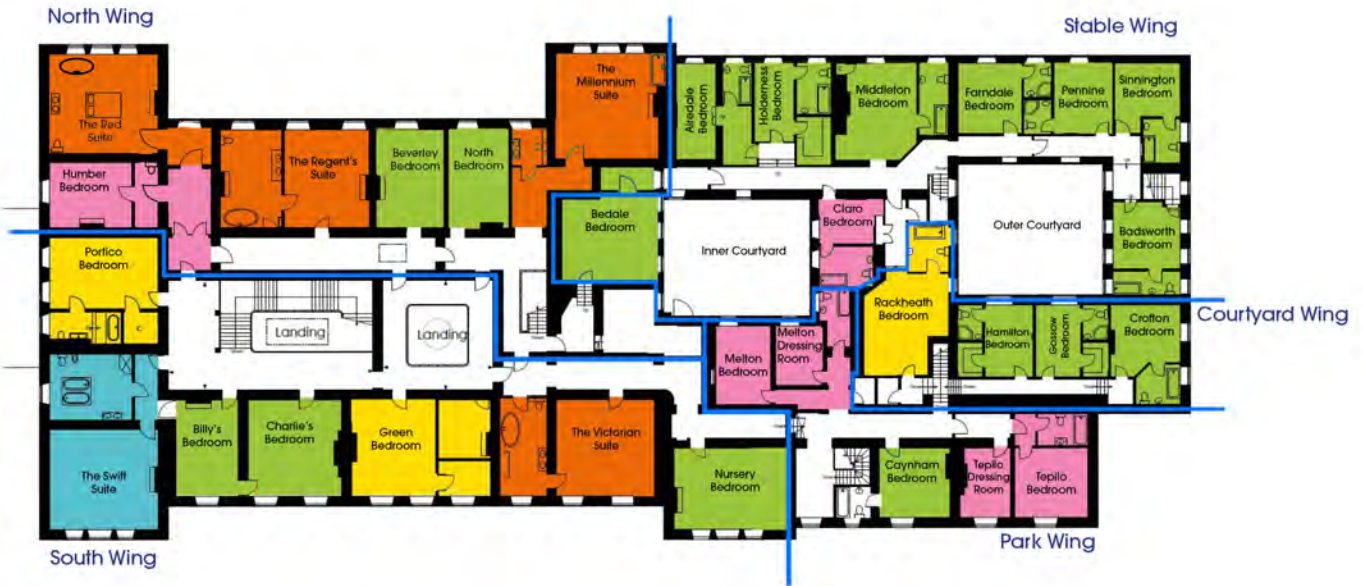 North Wing
Stable Wing
The Red
Suite
Humber
Bedroom
The Regent's
Suite
Beverley
Bedroom
North
Bedroom
The
Millennium
Suite
Airedale
Bedroom
Holderness
Bedroom
Middleton
Bedroom
Farndale
Bedroom
Pennine
Bedroom
Sinnington
Bedroom
Portico
Bedroom
Landing
Landing
Bedale
Bedroom
Inner Courtyard
Claro
Bedroom
Outer Courtyard
Badsworth
Bedroom
Rackheath
Bedroom
Courtyard Wing
Hamilton
Bedroom
Gossow
Bedroom
Crofton
Bedroom
Melton
Bedroom
Melton
Dressing
Room
The Swift
Suite
Billy's
Bedroom
Charlie's
Bedroom
Green
Bedroom
The Victorian
Suite
Nursery
Bedroom
Caynham
Bedroom
Tepilo
Dressing
Room
Tepilo
Bedroom
South Wing
Park Wing